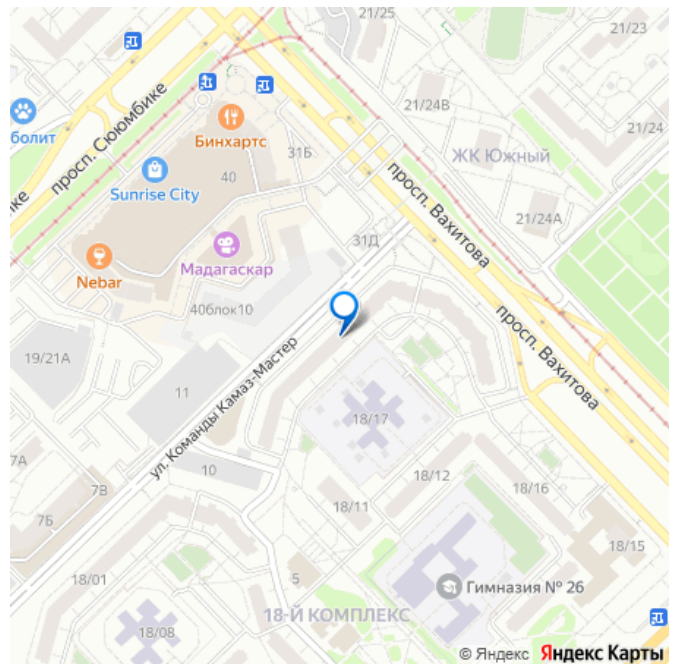 21/25
21/23
просп. Сююмбике
21/24В
21/24
болит
Бинхартс
31Б
ЖК Южный
40
Sunrise City
просп. Вахитова
ике
21/24А
31Д
Мадагаскар
Nebar
40блок10
просп. Вахитова
19/21А
11
ул. Команды Камаз-Мастер
18/17
7А
10
18/12
7В
18/16
18/11
7Б
18/15
18/01
5
Гимназия № 26
18-Й КОМПЛЕКС
18/08
© Яндекс Яндекс Карты